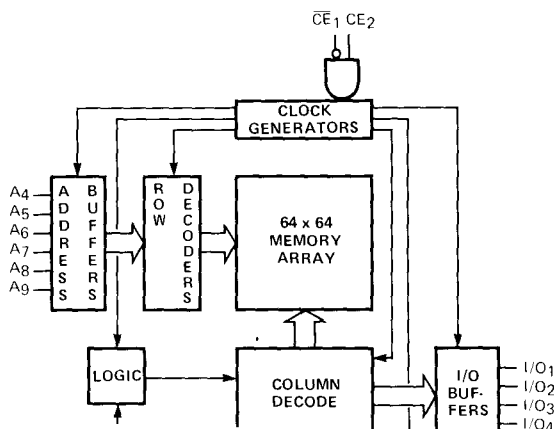 C̅E̅1 CE2
CLOCK
GENERATORS
A4
A5
A6
A7
A8
A9
ADDRESS
BUFFERS
ROW
DECODERS
64 x 64
MEMORY
ARRAY
LOGIC
COLUMN
DECODE
I/O
BUF-
FERS
I/O1
I/O2
I/O3
I/O4